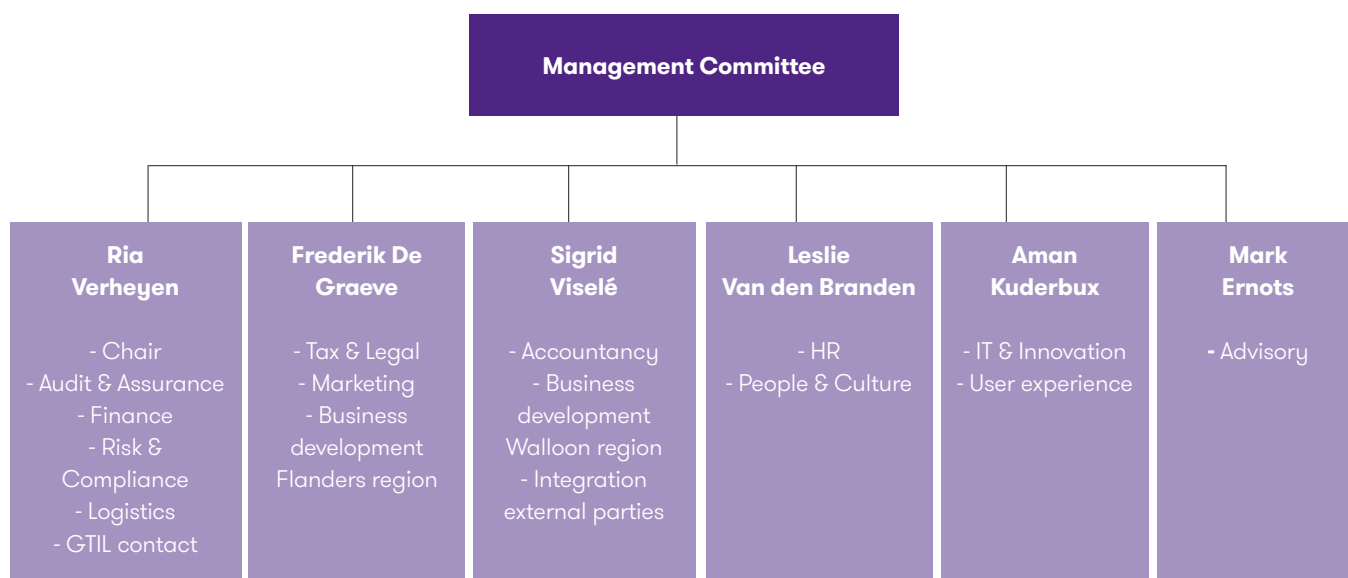 Management Committee
Ria
Verheyen
- Chair
- Audit & Assurance
- Finance
- Risk &
Compliance
- Logistics
- GTIL contact
Frederik De
Graeve
- Tax & Legal
- Marketing
- Business
development
Flanders region
Sigrid
Viselé
- Accountancy
- Business
development
Walloon region
- Integration
external parties
Leslie
Van den Branden
- HR
- People & Culture
Aman
Kuderbux
- IT & Innovation
- User experience
Mark
Ernots
- Advisory